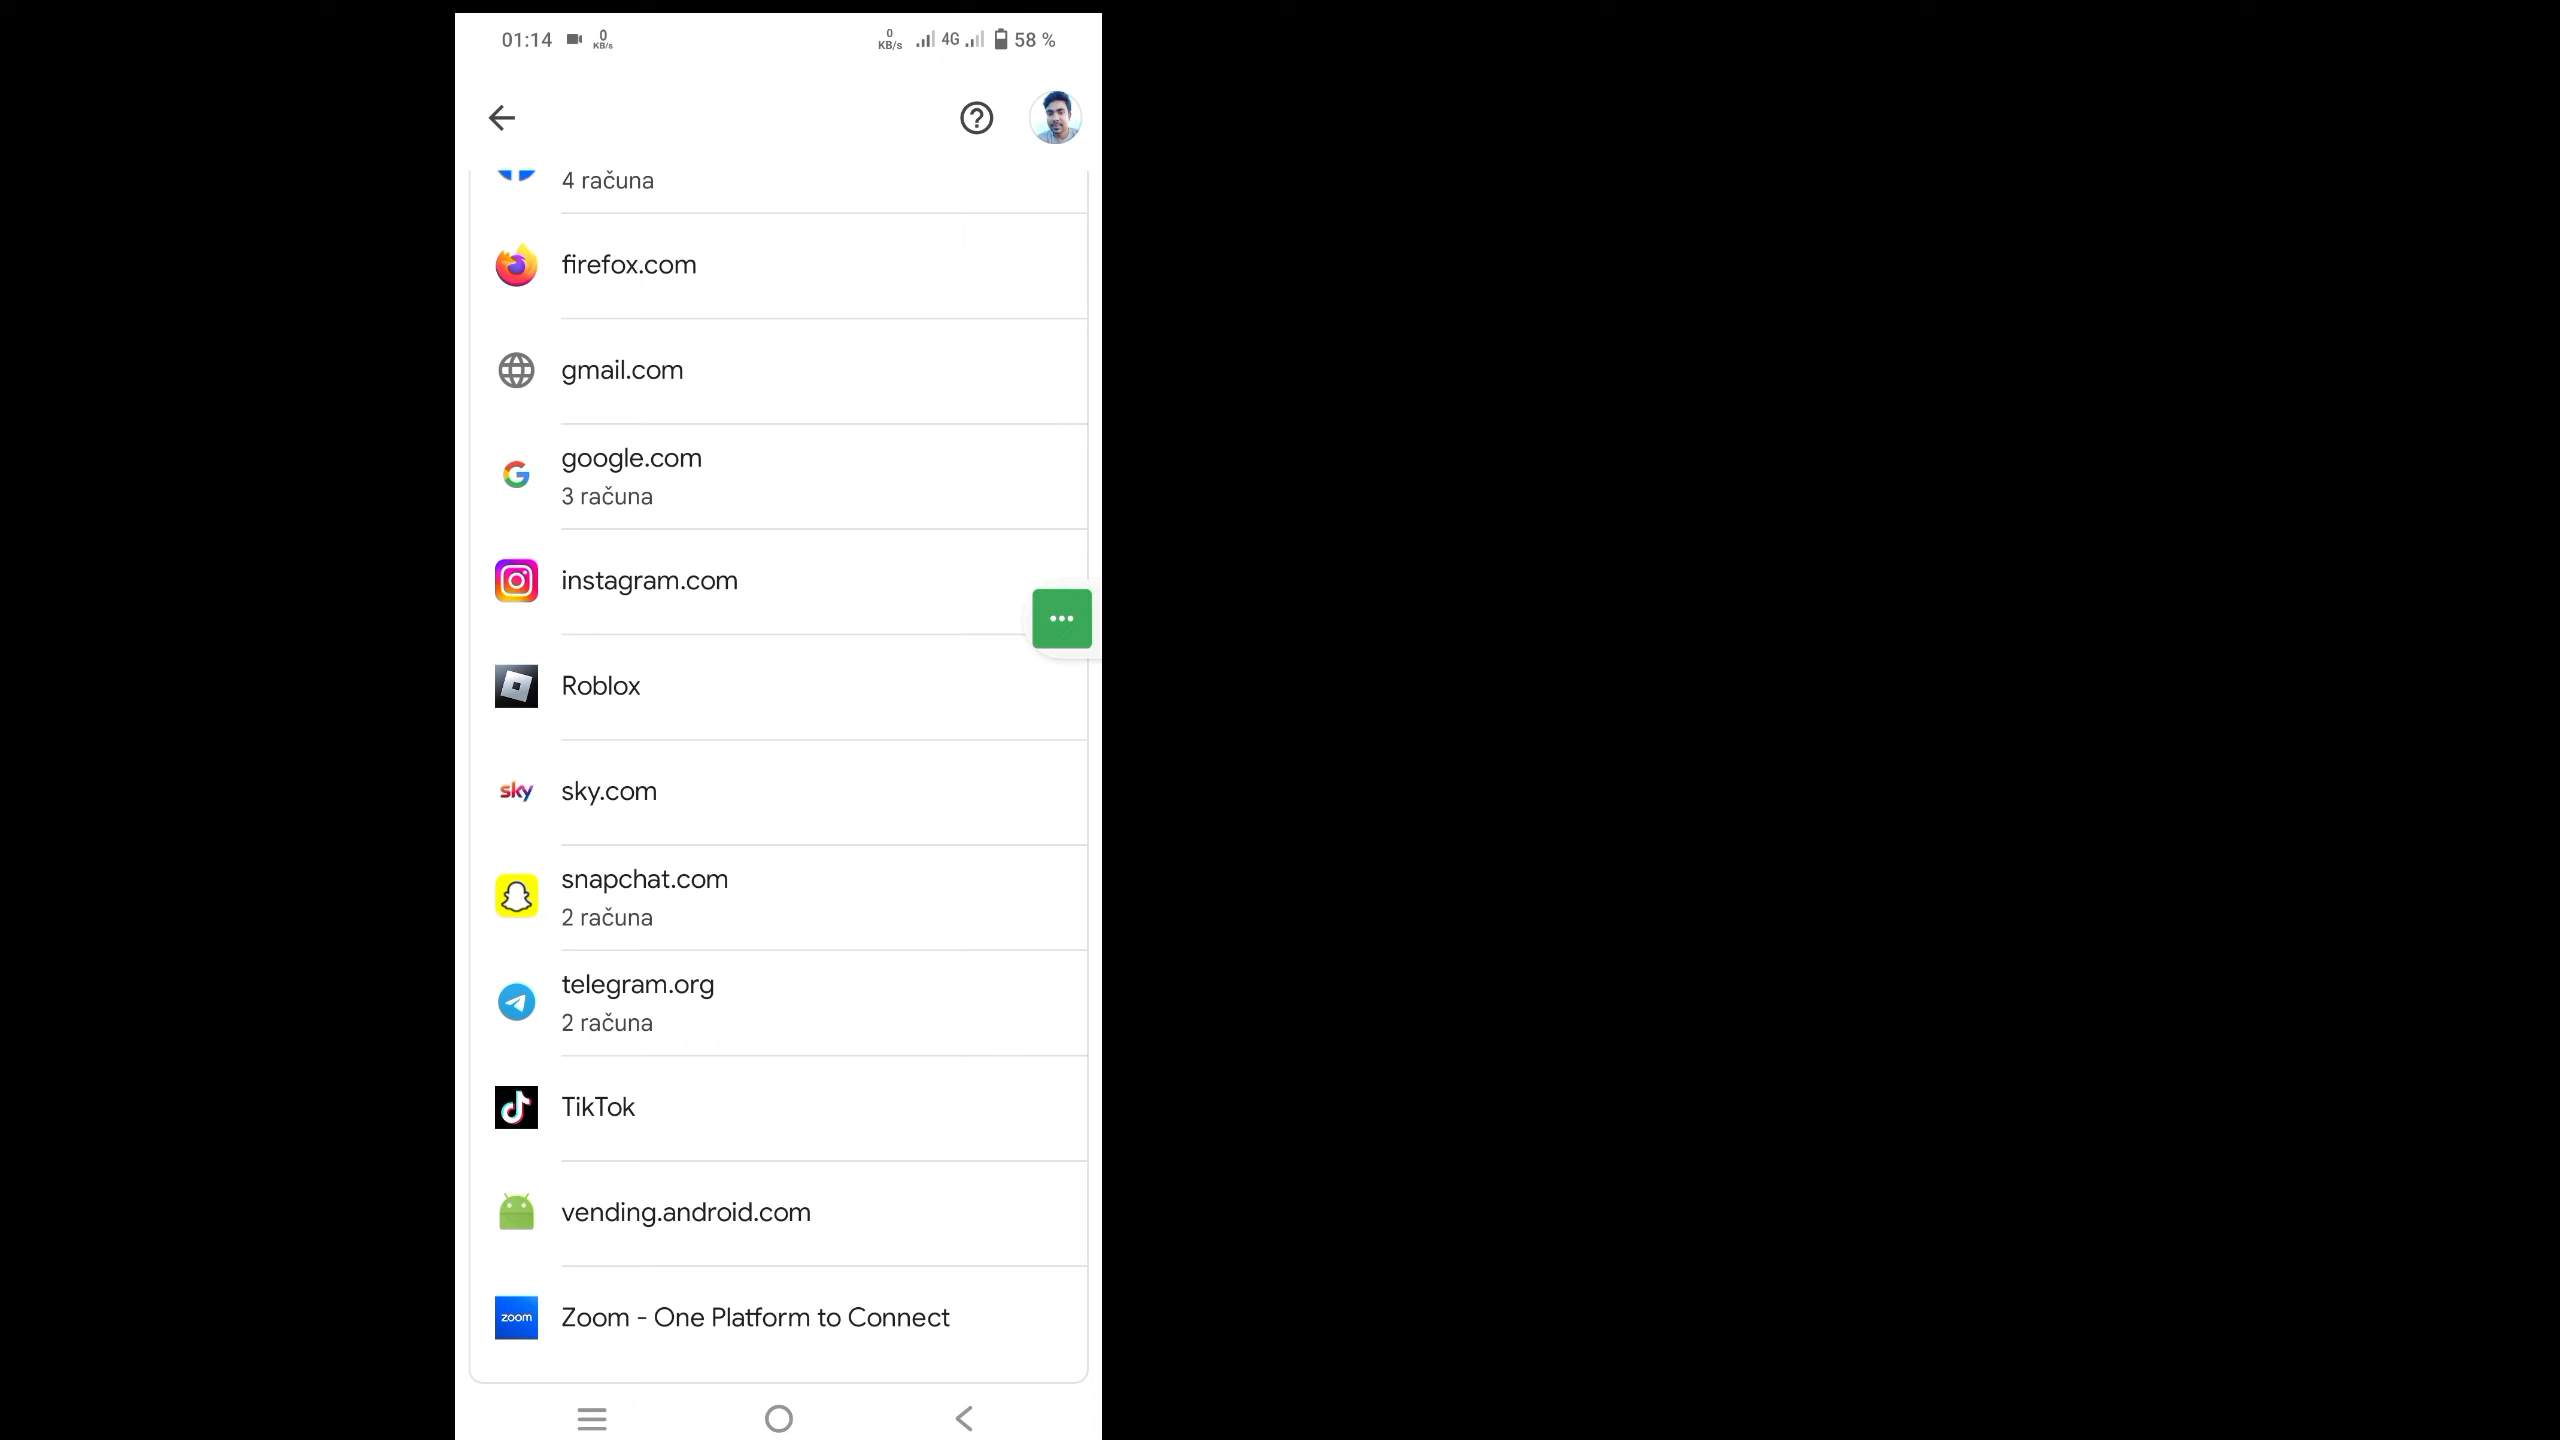 01:14 0 KB/s 0 KB/s 4G 58 %
4 računa
firefox.com
gmail.com
google.com
3 računa
instagram.com
Roblox
sky sky.com
snapchat.com
2 računa
telegram.org
2 računa
TikTok
vending.android.com
zoom Zoom - One Platform to Connect